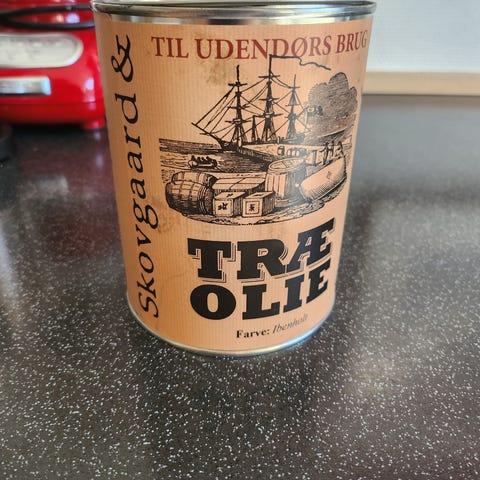 TIL UDENDØRS BRUG
Skovgaard &
TRÆ
OLIE
Farve: Ibenholt